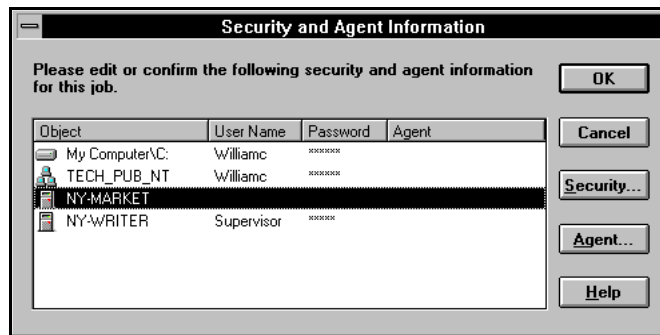 Security and Agent Information
Please edit or confirm the following security and agent information
for this job.
OK
Object User Name Password Agent
Cancel
My Computer\C: Williamc ******
TECH_PUB_NT Williamc ******
Security...
NY-MARKET
NY-WRITER Supervisor *****
Agent...
Help